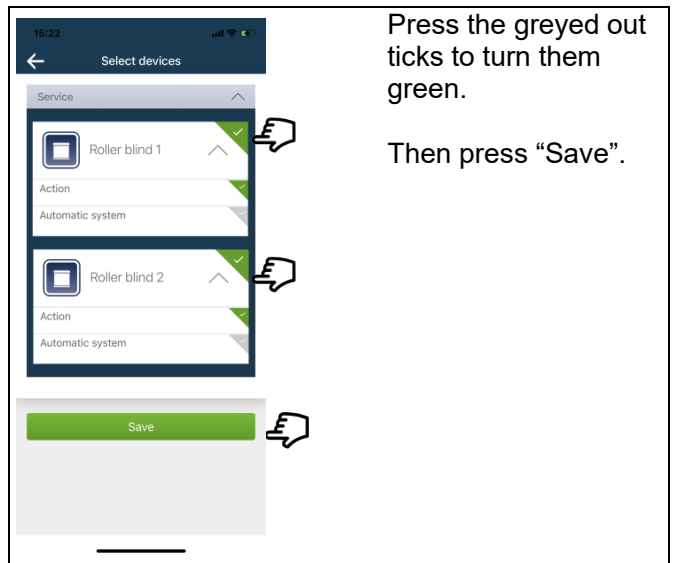 15:22
Select devices
Service
Roller blind 1
Action
Automatic system
Roller blind 2
Action
Automatic system
Save
Press the greyed out
ticks to turn them
green.
Then press “Save”.